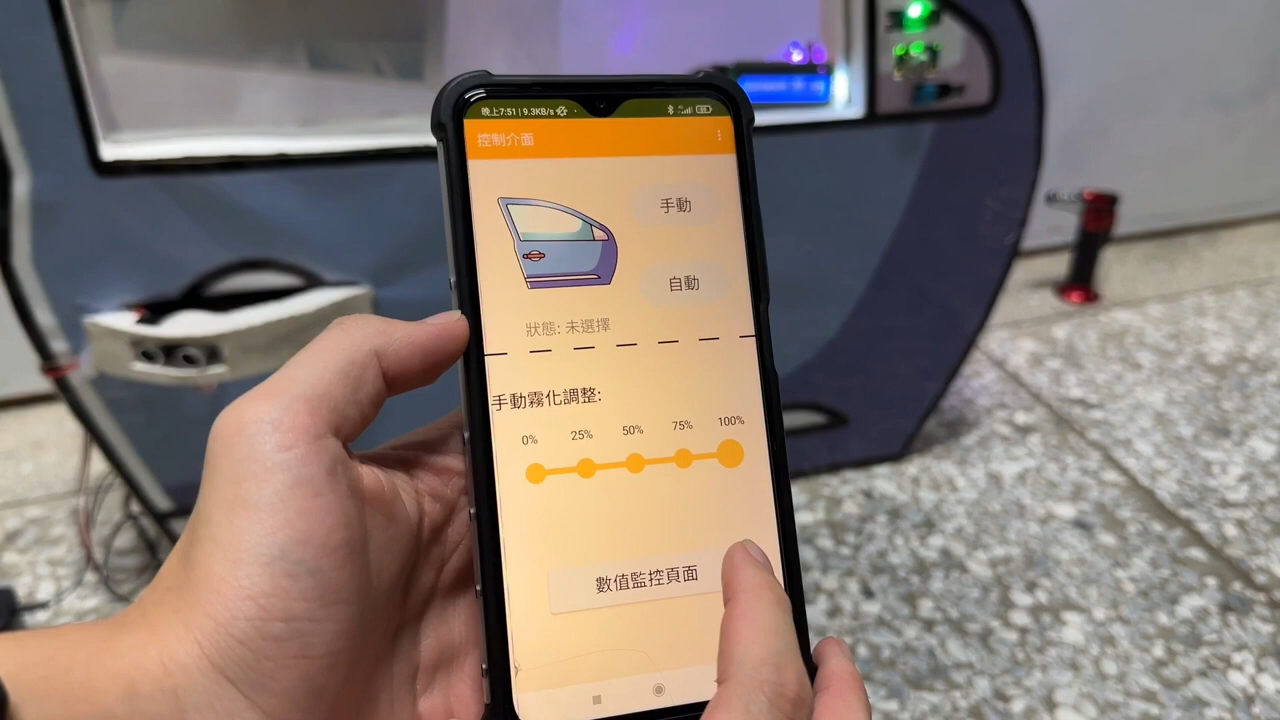 晚上7:51 | 9.3KB/s
控制介面
手動
自動
狀態: 未選擇
手動霧化調整:
0% 25% 50% 75% 100%
數值監控頁面